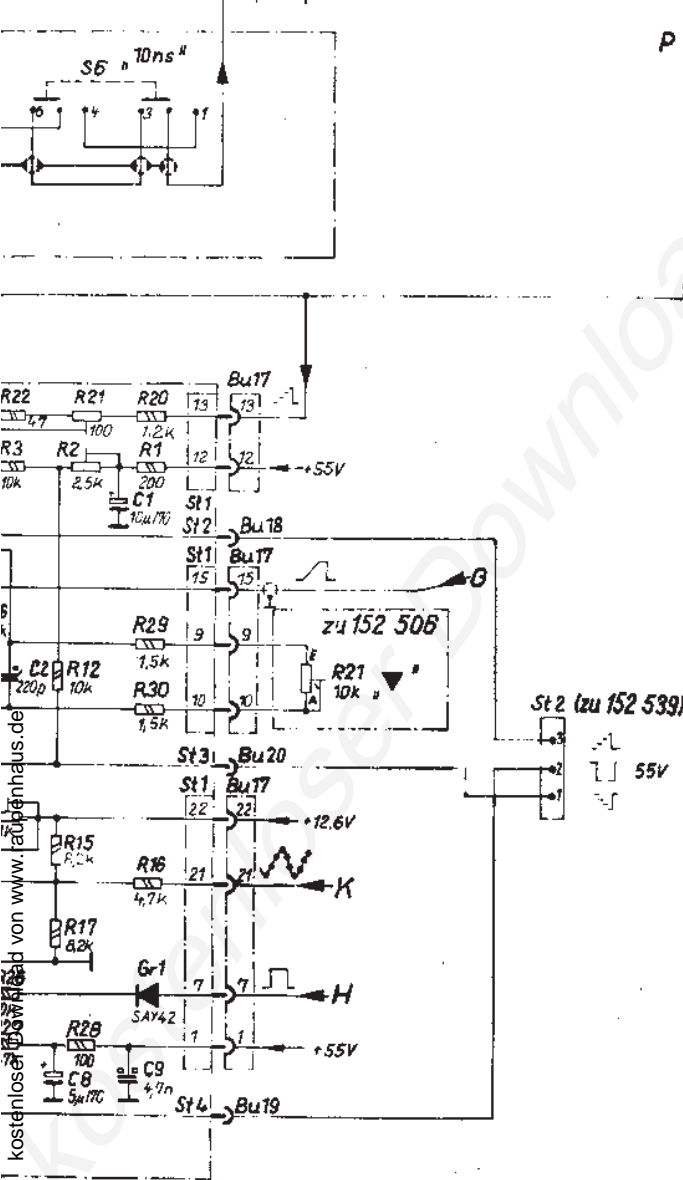 P
S6 "10ns"
6 4 3 1
Bu17
R22 R21 R20 13 13
47 100 1,2K
R3 R2 R1 12 12 +55V
10k 2,5K 200
C1
10µ/70
St1
St2 Bu18
St1 Bu17
15 15 G
zu 152 506
R29 9 9
1,5k
E
C2 R12
220p 10k
R21
10k " "
A
R30 10 10
1,5k
St2 (zu 152 539)
3
2 55V
1
St3 Bu20
St1 Bu17
22 22 +12,6V
R15
8,2k
R16 21 21 K
4,7K
R17
8,2k
Gr1 7 7 H
SAY42
R28 1 1 +55V
100
C8 C9
5µ/70 4,7n
St4 Bu19
kostenloser Download von www.raupenhaus.de
kostenloser Downloa